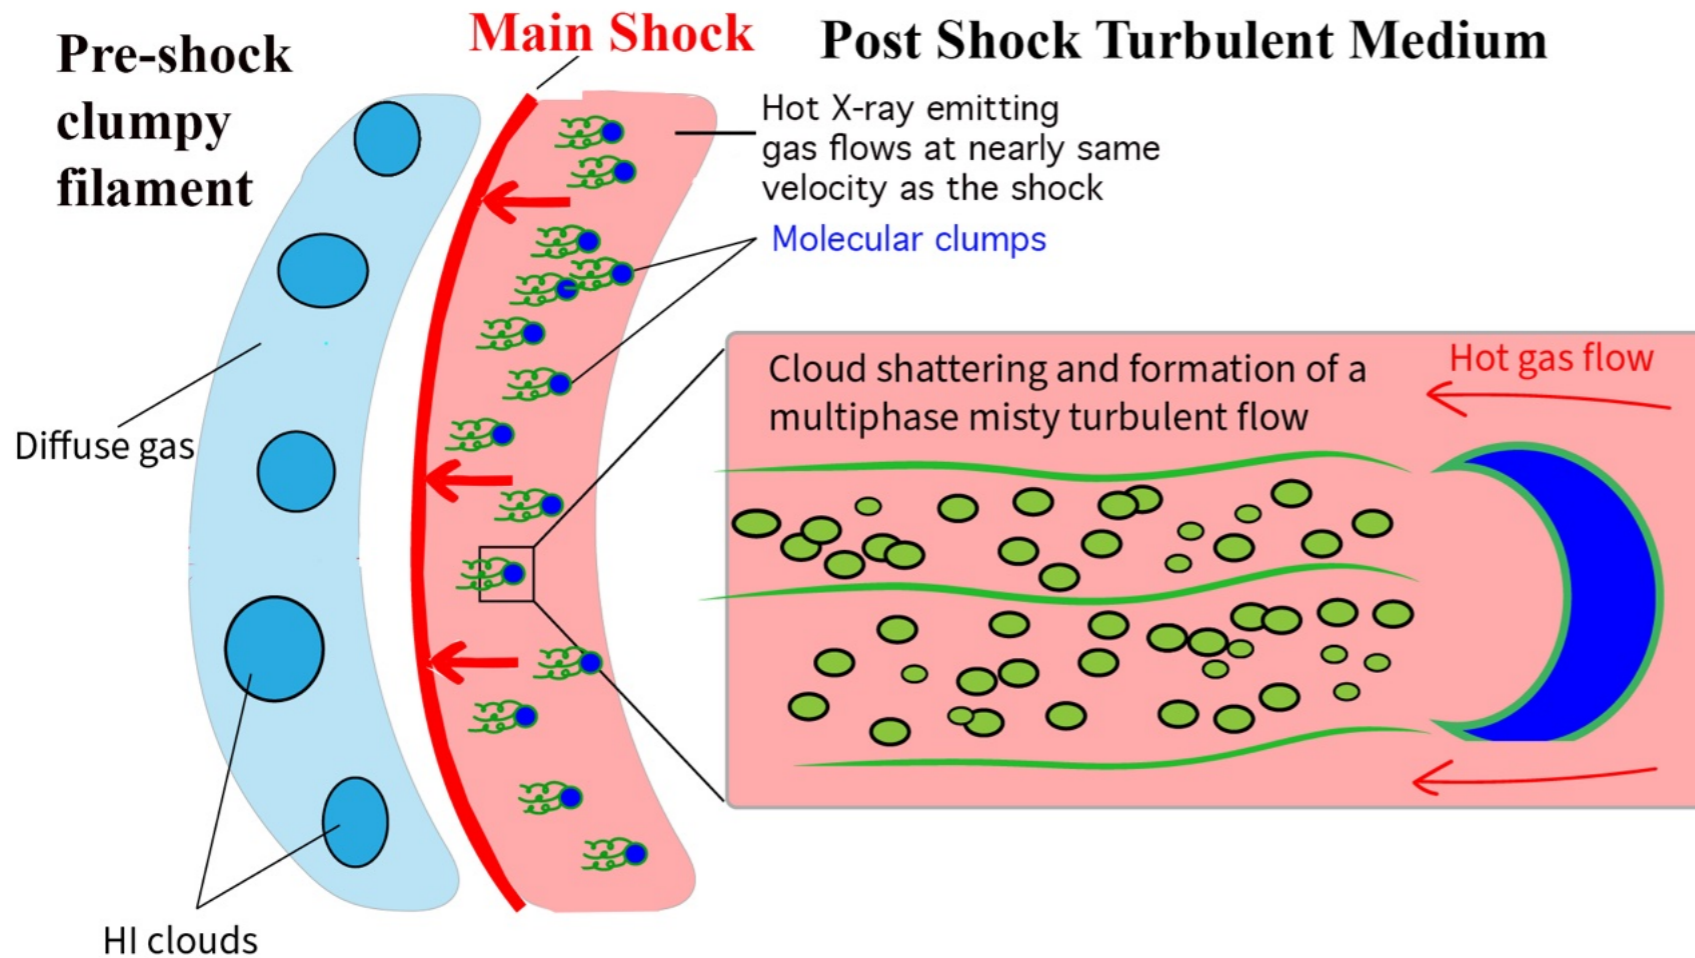 Pre-shock
clumpy
filament
Main Shock
Post Shock Turbulent Medium
Hot X-ray emitting
gas flows at nearly same
velocity as the shock
Molecular clumps
Diffuse gas
HI clouds
Cloud shattering and formation of a
multiphase misty turbulent flow
Hot gas flow